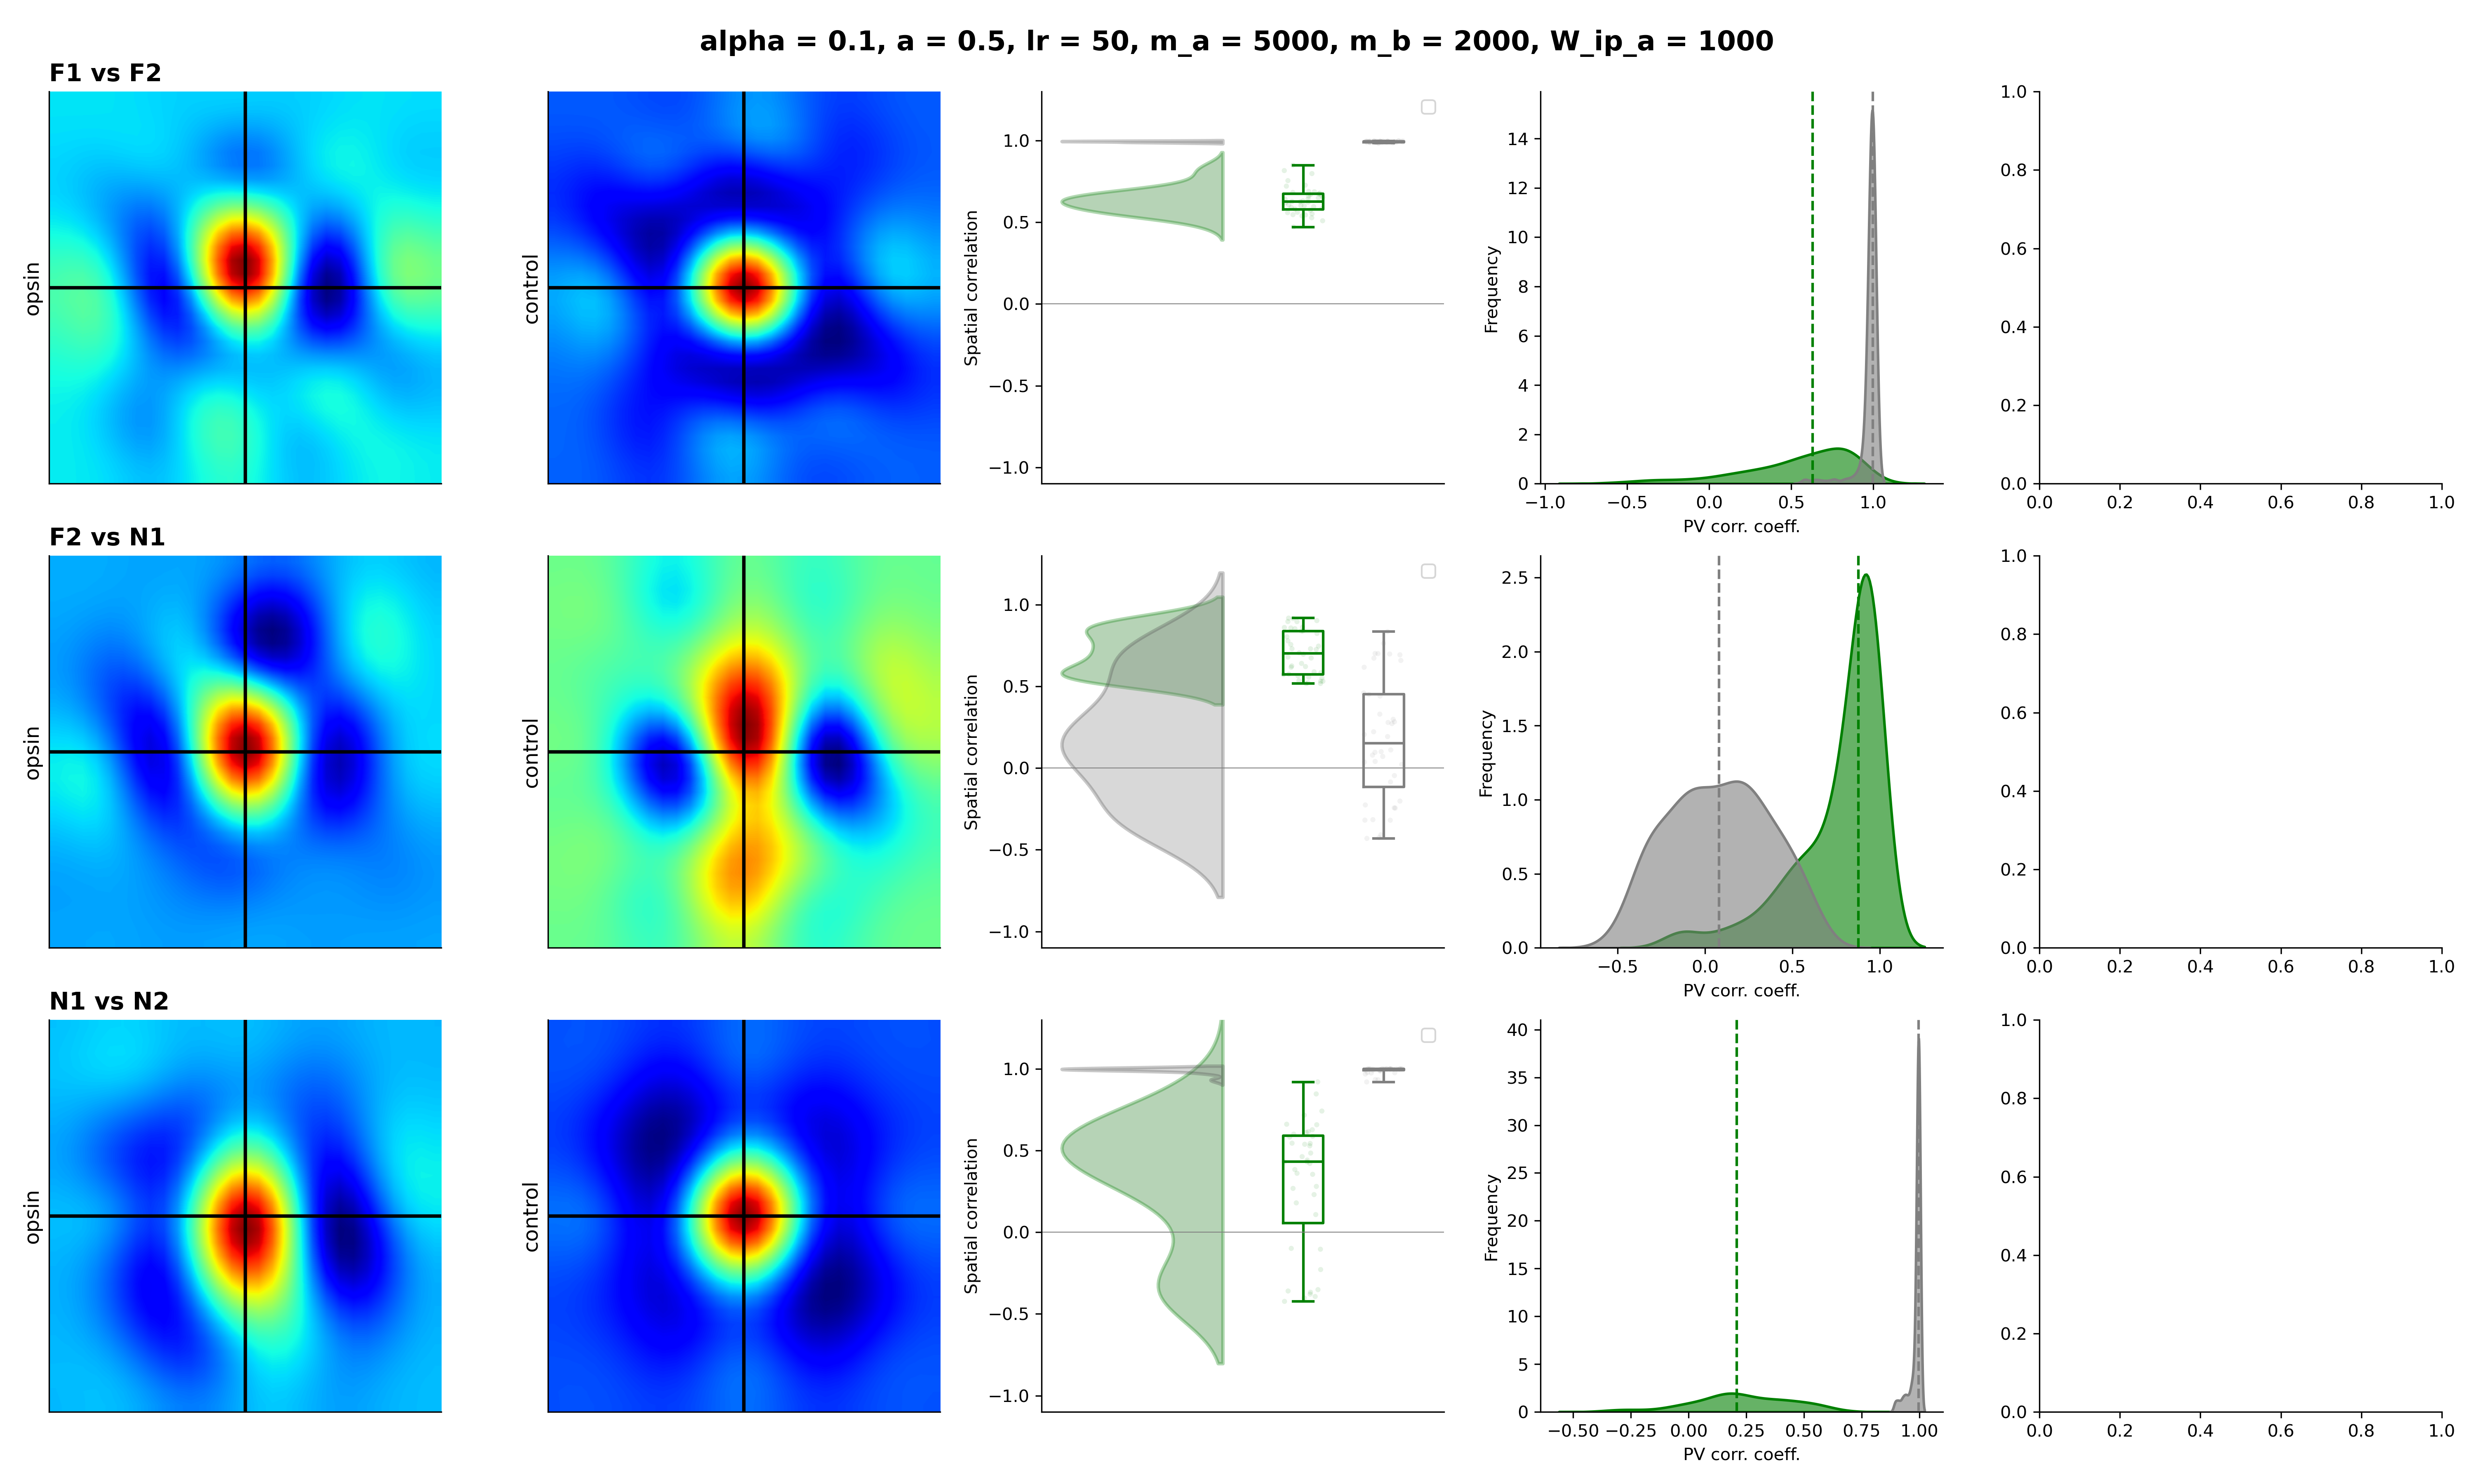 alpha = 0.1, a = 0.5, lr = 50, m_a = 5000, m_b = 2000, W_ip_a = 1000
F1 vs F2
opsin
control
Spatial correlation
1.0
0.5
0.0
−0.5
−1.0
Frequency
14
12
10
8
6
4
2
0
−1.0 −0.5 0.0 0.5 1.0
PV corr. coeff.
1.0
0.8
0.6
0.4
0.2
0.0
0.0 0.2 0.4 0.6 0.8 1.0
F2 vs N1
opsin
control
Spatial correlation
1.0
0.5
0.0
−0.5
−1.0
Frequency
2.5
2.0
1.5
1.0
0.5
0.0
−0.5 0.0 0.5 1.0
PV corr. coeff.
1.0
0.8
0.6
0.4
0.2
0.0
0.0 0.2 0.4 0.6 0.8 1.0
N1 vs N2
opsin
control
Spatial correlation
1.0
0.5
0.0
−0.5
−1.0
Frequency
40
35
30
25
20
15
10
5
0
−0.50 −0.25 0.00 0.25 0.50 0.75 1.00
PV corr. coeff.
1.0
0.8
0.6
0.4
0.2
0.0
0.0 0.2 0.4 0.6 0.8 1.0